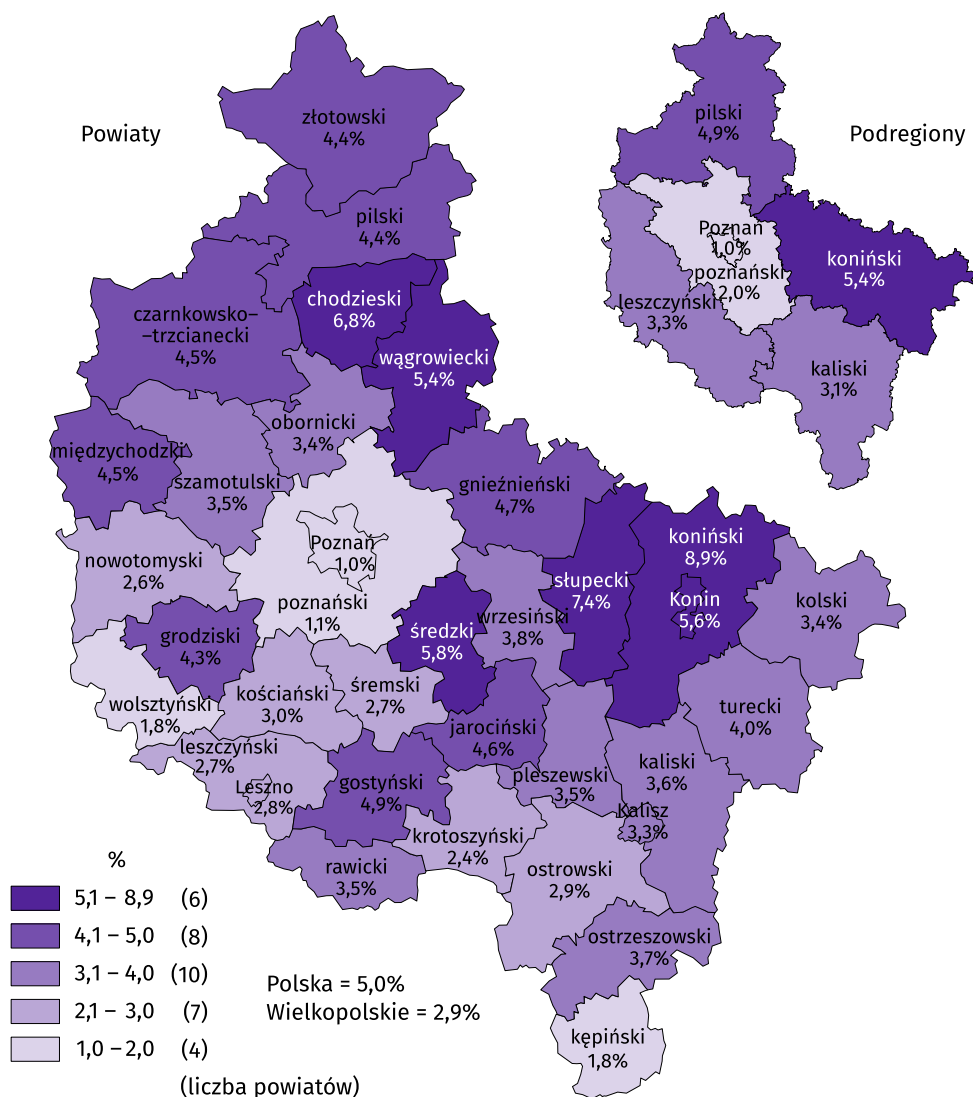 Powiaty
Podregiony
złotowski
4,4%
pilski
4,4%
chodzieski
6,8%
czarnkowsko–
–trzcianecki
4,5%
wągrowiecki
5,4%
obornicki
3,4%
międzychodzki
4,5%
szamotulski
3,5%
gnieźnieński
4,7%
nowotomyski
2,6%
Poznań
1,0%
poznański
1,1%
słupecki
7,4%
koniński
8,9%
Konin
5,6%
kolski
3,4%
grodziski
4,3%
średzki
5,8%
wrzesiński
3,8%
wolsztyński
1,8%
kościański
3,0%
śremski
2,7%
turecki
4,0%
jarociński
4,6%
leszczyński
2,7%
Leszno
2,8%
gostyński
4,9%
pleszewski
3,5%
kaliski
3,6%
Kalisz
3,3%
krotoszyński
2,4%
rawicki
3,5%
ostrowski
2,9%
ostrzeszowski
3,7%
kępiński
1,8%
pilski
4,9%
Poznań
1,0%
poznański
2,0%
koniński
5,4%
leszczyński
3,3%
kaliski
3,1%
%
5,1 – 8,9 (6)
4,1 – 5,0 (8)
3,1 – 4,0 (10)
2,1 – 3,0 (7)
1,0 – 2,0 (4)
(liczba powiatów)
Polska = 5,0%
Wielkopolskie = 2,9%